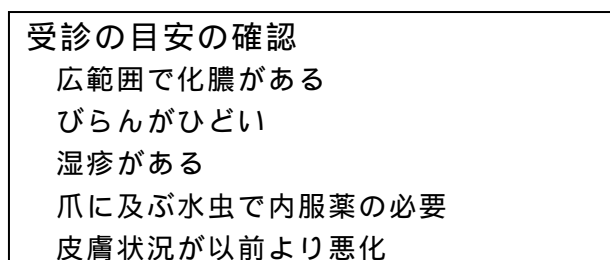 受診の目安の確認
広範囲で化膿がある
びらんがひどい
湿疹がある
爪に及ぶ水虫で内服薬の必要
皮膚状況が以前より悪化